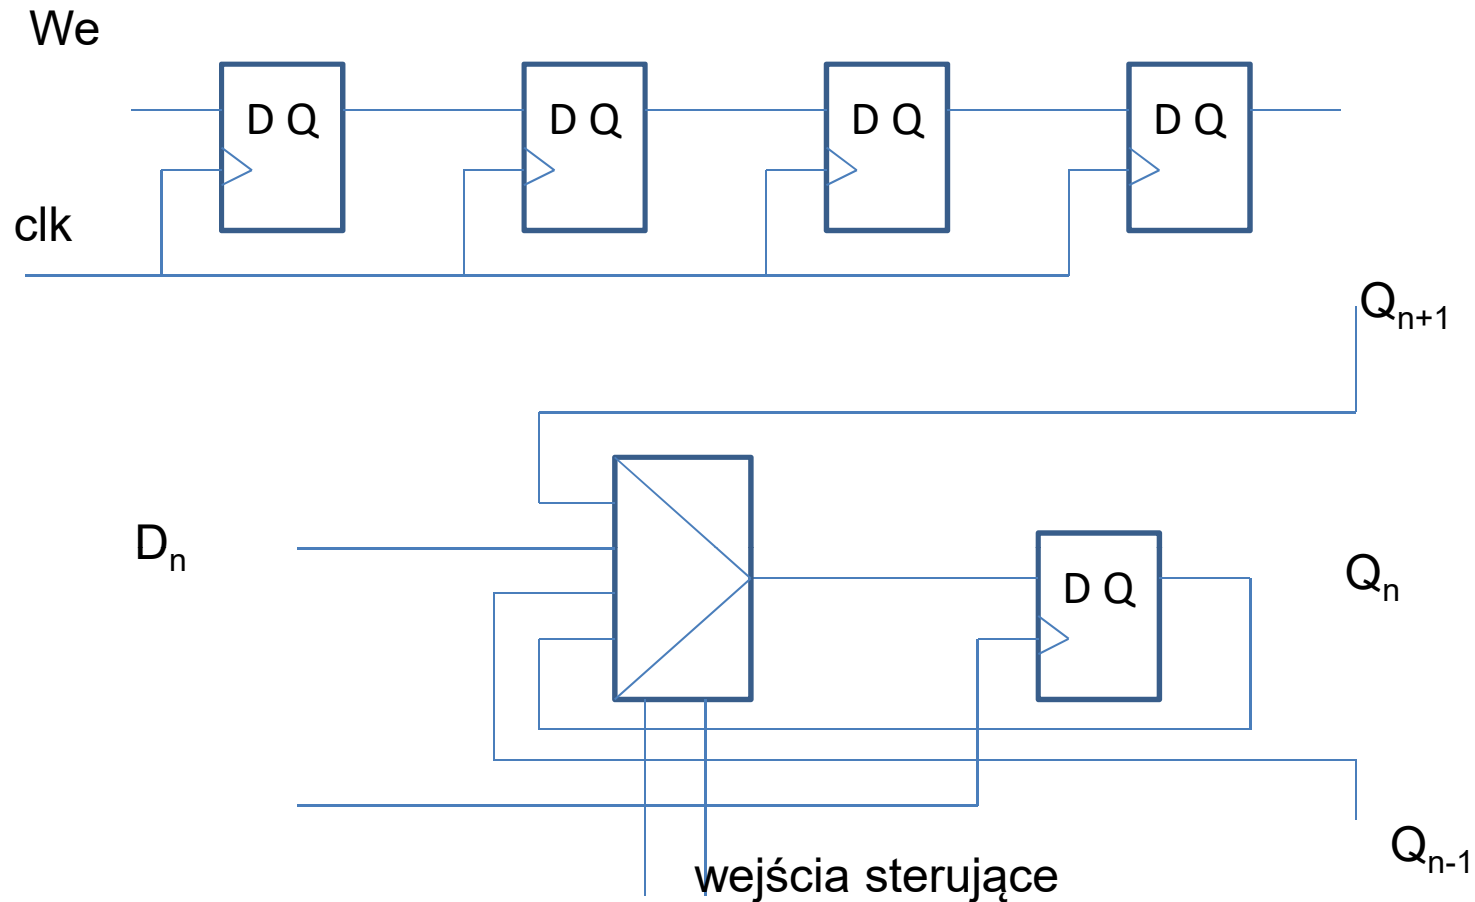 We
D Q D Q D Q D Q
clk
Qn+1
Dn
D Q
Qn
Qn-1
wejścia sterujące